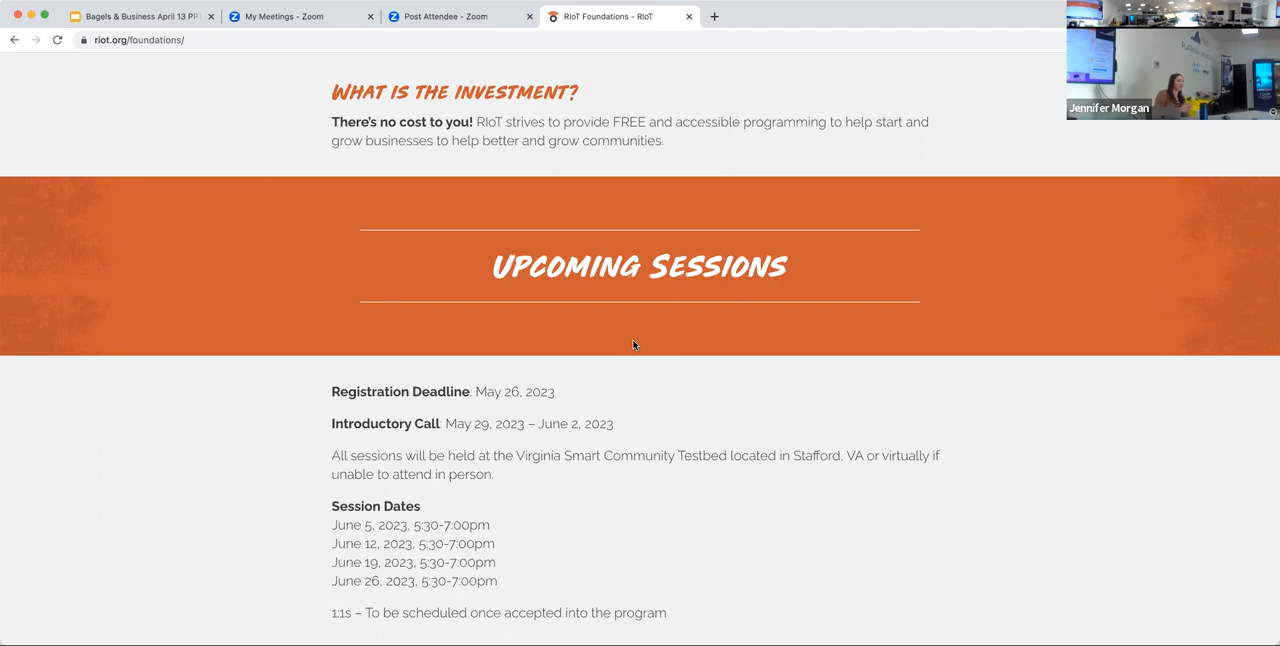 Bagels & Business April 13 PP
My Meetings - Zoom
Post Attendee - Zoom
RIoT Foundations - RIoT
riot.org/foundations/
Jennifer Morgan
WHAT IS THE INVESTMENT?
There's no cost to you! RIoT strives to provide FREE and accessible programming to help start and
grow businesses to help better and grow communities.
UPCOMING SESSIONS
Registration Deadline: May 26, 2023
Introductory Call: May 29, 2023 – June 2, 2023
All sessions will be held at the Virginia Smart Community Testbed located in Stafford, VA or virtually if
unable to attend in person.
Session Dates
June 5, 2023, 5:30-7:00pm
June 12, 2023, 5:30-7:00pm
June 19, 2023, 5:30-7:00pm
June 26, 2023, 5:30-7:00pm
1:1s – To be scheduled once accepted into the program